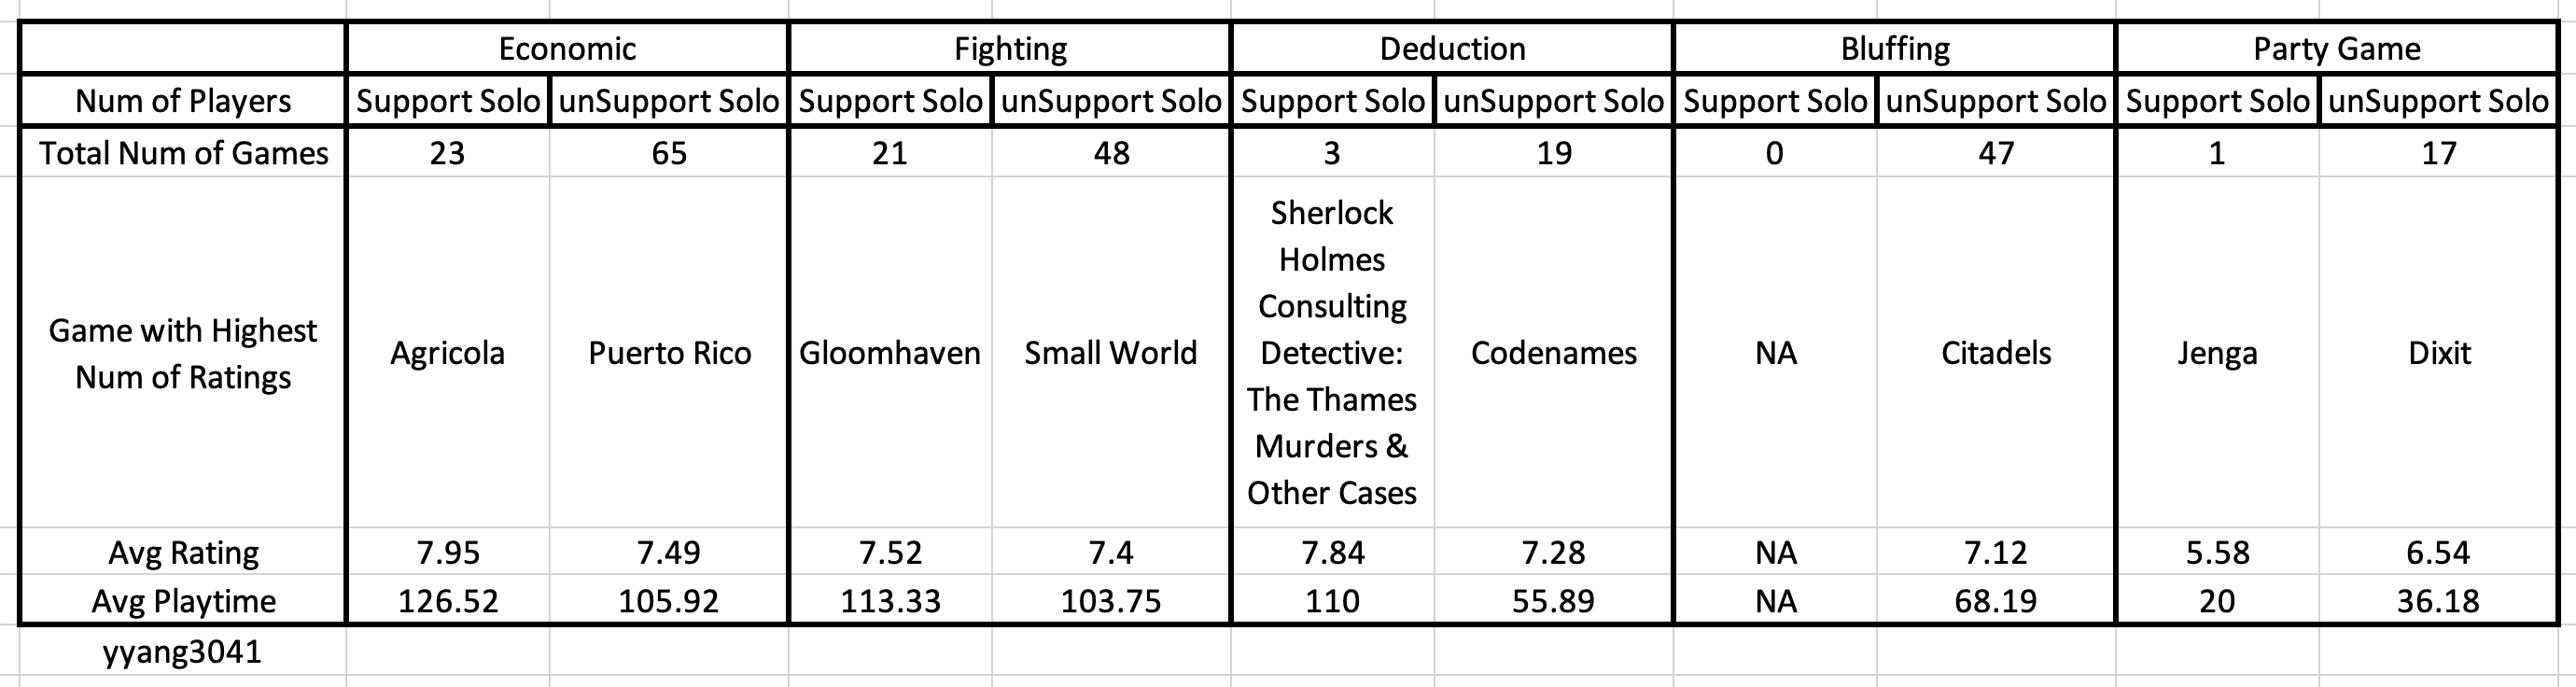 Economic Fighting Deduction Bluffing Party Game
Num of Players Support Solo unSupport Solo Support Solo unSupport Solo Support Solo unSupport Solo Support Solo unSupport Solo Support Solo unSupport Solo
Total Num of Games 23 65 21 48 3 19 0 47 1 17
Game with Highest
Num of Ratings
Agricola
Puerto Rico
Gloomhaven
Small World
Sherlock
Holmes
Consulting
Detective:
The Thames
Murders &
Other Cases
Codenames
NA
Citadels
Jenga
Dixit
Avg Rating 7.95 7.49 7.52 7.4 7.84 7.28 NA 7.12 5.58 6.54
Avg Playtime 126.52 105.92 113.33 103.75 110 55.89 NA 68.19 20 36.18
yyang3041